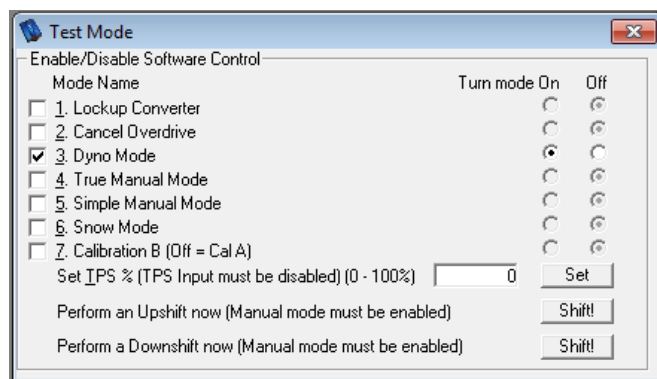 Test Mode
Enable/Disable Software Control
Mode Name Turn mode On Off
1. Lockup Converter
2. Cancel Overdrive
3. Dyno Mode
4. True Manual Mode
5. Simple Manual Mode
6. Snow Mode
7. Calibration B (Off = Cal A)
Set TPS % (TPS Input must be disabled) (0 - 100%) 0 Set
Perform an Upshift now (Manual mode must be enabled) Shift!
Perform a Downshift now (Manual mode must be enabled) Shift!